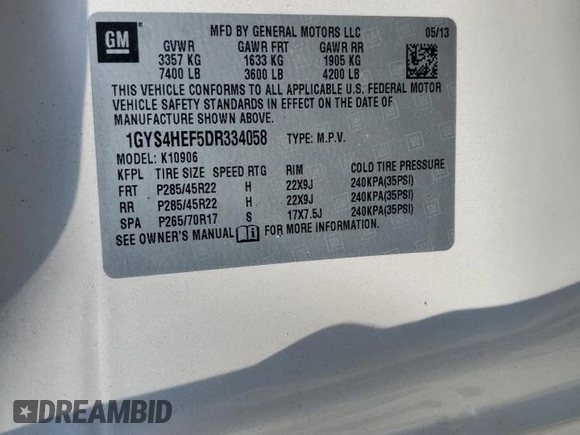 GM
MFD BY GENERAL MOTORS LLC 05/13
GVWR GAWR FRT GAWR RR
3357 KG 1633 KG 1905 KG
7400 LB 3600 LB 4200 LB
THIS VEHICLE CONFORMS TO ALL APPLICABLE U.S. FEDERAL MOTOR
VEHICLE SAFETY STANDARDS IN EFFECT ON THE DATE OF
MANUFACTURE SHOWN ABOVE.
1GYS4HEF5DR334058 TYPE: M.P.V.
MODEL: K10906
KFPL TIRE SIZE SPEED RTG RIM COLD TIRE PRESSURE
FRT P285/45R22 H 22X9J 240KPA(35PSI)
RR P285/45R22 H 22X9J 240KPA(35PSI)
SPA P265/70R17 S 17X7.5J 240KPA(35PSI)
SEE OWNER'S MANUAL FOR MORE INFORMATION.
DREAMBID